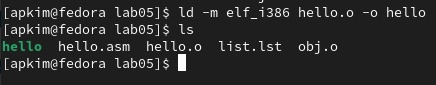 [apkim@fedora lab05]$ ld -m elf_i386 hello.o -o hello
[apkim@fedora lab05]$ ls
hello  hello.asm  hello.o  list.lst  obj.o
[apkim@fedora lab05]$